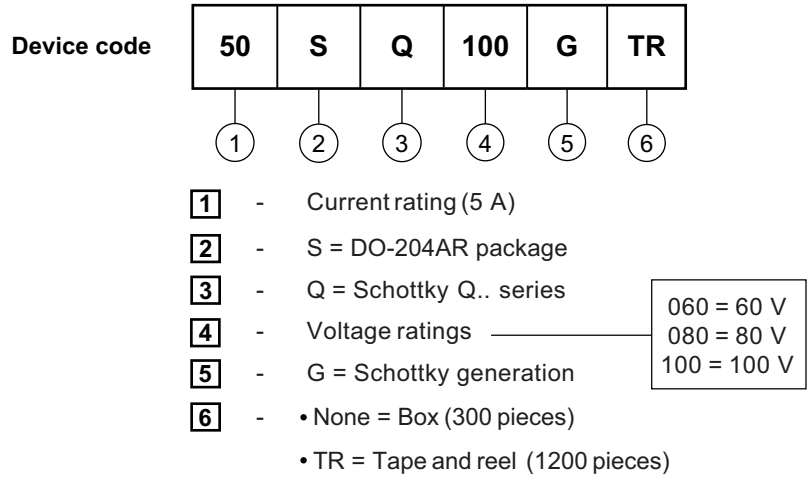 Device code 50 S Q 100 G TR
1 2 3 4 5 6
1 - Current rating (5 A)
2 - S = DO-204AR package
3 - Q = Schottky Q.. series
4 - Voltage ratings
060 = 60 V
080 = 80 V
100 = 100 V
5 - G = Schottky generation
6 - • None = Box (300 pieces)
• TR = Tape and reel (1200 pieces)